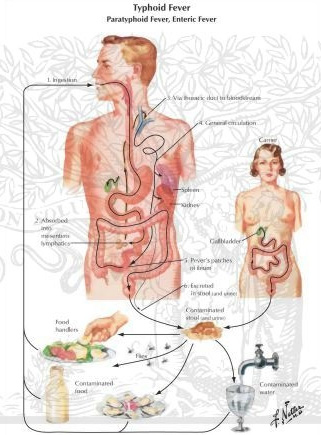 Typhoid Fever
Paratyphoid Fever, Enteric Fever
1. Ingestion
3. Via thoracic duct to bloodstream
4. General circulation
Carrier
Spleen
Kidney
2. Absorbed
into
mesenteric
lymphatics
Gallbladder
5. Peyer's patches
in ileum
6. Excreted
in stool (and urine)
Contaminated
stool (and urine)
Food
handlers
Flies
Contaminated
food
Contaminated
water
F. Netter